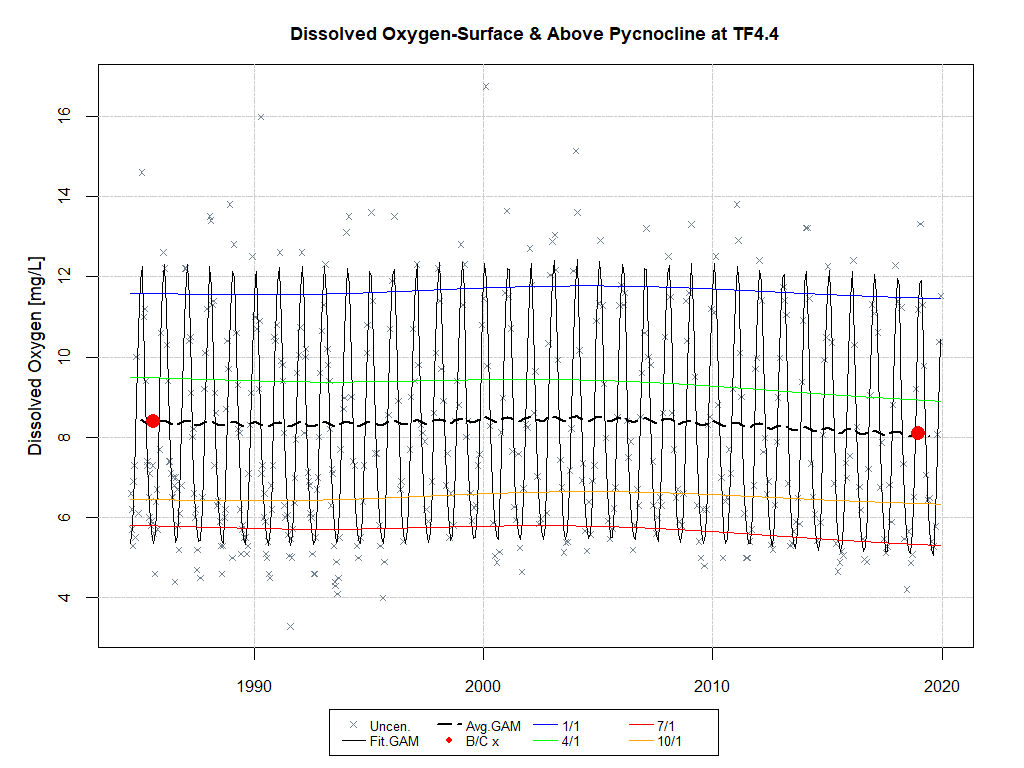 Dissolved Oxygen-Surface & Above Pycnocline at TF4.4
Dissolved Oxygen [mg/L]
16
14
12
10
8
6
4
1990 2000 2010 2020
Uncen. Avg.GAM 1/1 7/1
Fit.GAM B/C x 4/1 10/1